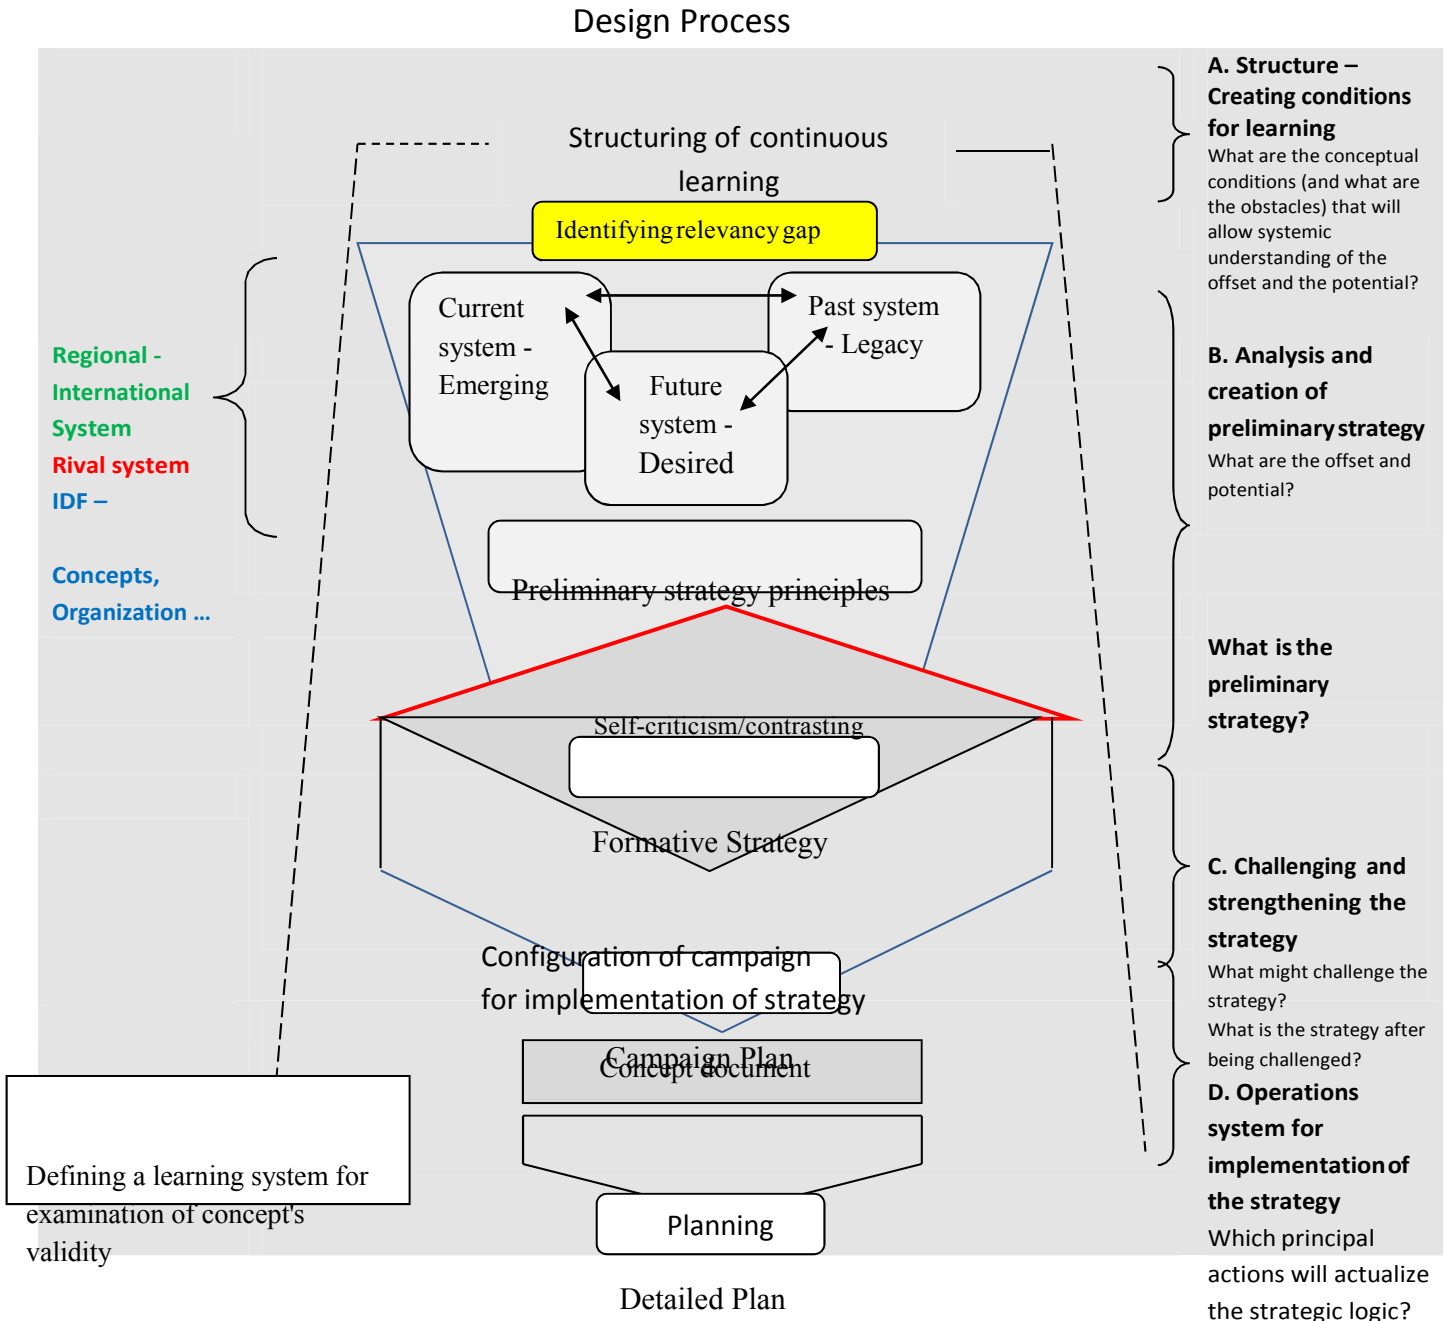 Design Process
Structuring of continuous
learning
Identifying relevancy gap
Current
system -
Emerging
Past system
- Legacy
Future
system -
Desired
Preliminary strategy principles
Self-criticism/contrasting
Formative Strategy
Configuration of campaign
for implementation of strategy
Campaign Plan
Concept document
Planning
Detailed Plan
Regional -
International
System
Rival system
IDF –
Concepts,
Organization ...
Defining a learning system for
examination of concept's
validity
A. Structure –
Creating conditions
for learning
What are the conceptual
conditions (and what are
the obstacles) that will
allow systemic
understanding of the
offset and the potential?
B. Analysis and
creation of
preliminary strategy
What are the offset and
potential?
What is the
preliminary
strategy?
C. Challenging and
strengthening the
strategy
What might challenge the
strategy?
What is the strategy after
being challenged?
D. Operations
system for
implementation of
the strategy
Which principal
actions will actualize
the strategic logic?